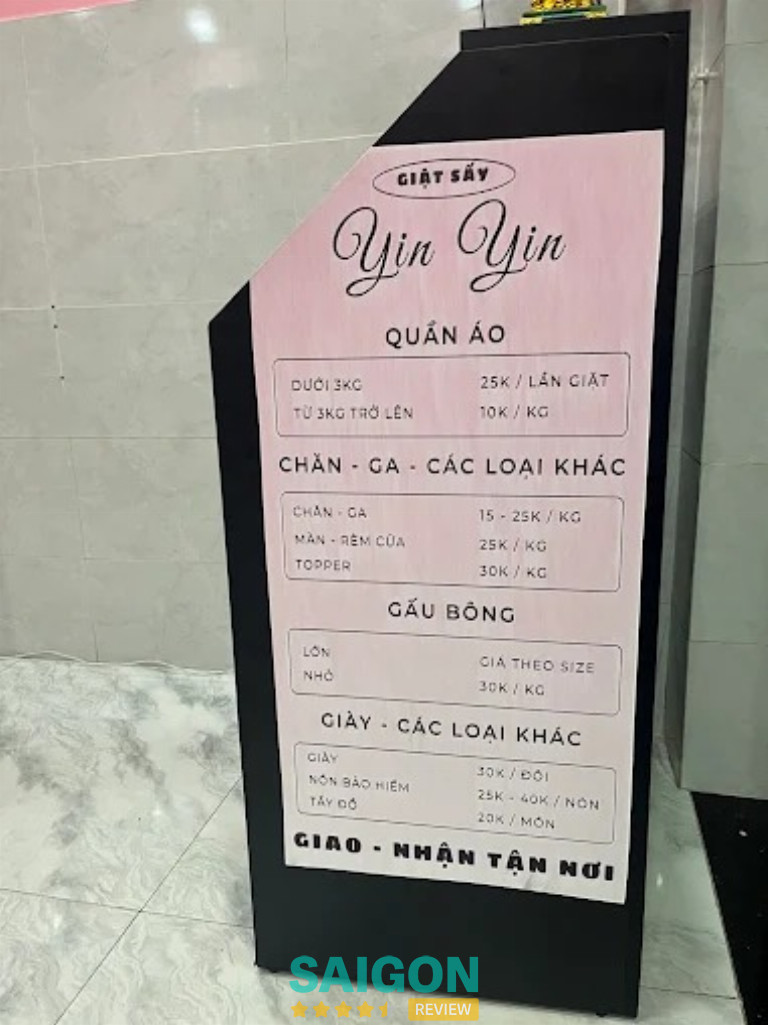 GIẶT SẤY
Yin Yin
QUẦN ÁO
DƯỚI 3KG 25K / LẦN GIẶT
TỪ 3KG TRỞ LÊN 10K / KG
CHĂN - GA - CÁC LOẠI KHÁC
CHĂN - GA 15 - 25K / KG
MÀN - RÈM CỬA 25K / KG
TOPPER 30K / KG
GẤU BÔNG
LỚN GIÁ THEO SIZE
NHỎ 30K / KG
GIÀY - CÁC LOẠI KHÁC
GIÀY 30K / ĐÔI
NÓN BẢO HIỂM 25K - 40K / NÓN
TẨY ĐỒ 20K / MÓN
GIAO - NHẬN TẬN NƠI
SAIGON
REVIEW